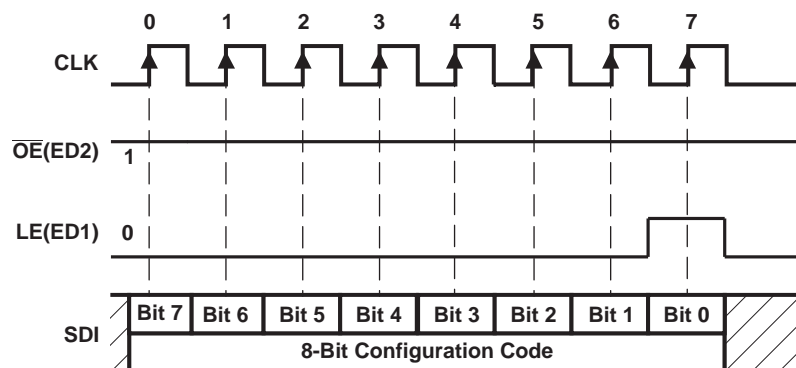 0 1 2 3 4 5 6 7
CLK
OE(ED2) 1
LE(ED1) 0
SDI
Bit 7 Bit 6 Bit 5 Bit 4 Bit 3 Bit 2 Bit 1 Bit 0
8-Bit Configuration Code